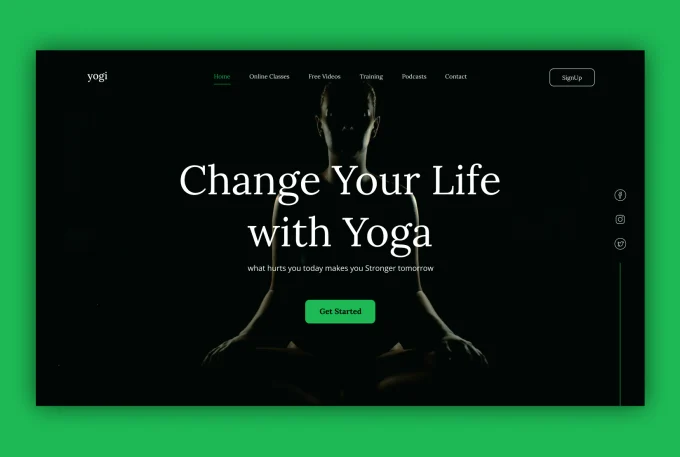 yogi
Home Online Classes Free Videos Training Podcasts Contact
SignUp
Change Your Life
with Yoga
what hurts you today makes you Stronger tomorrow
Get Started